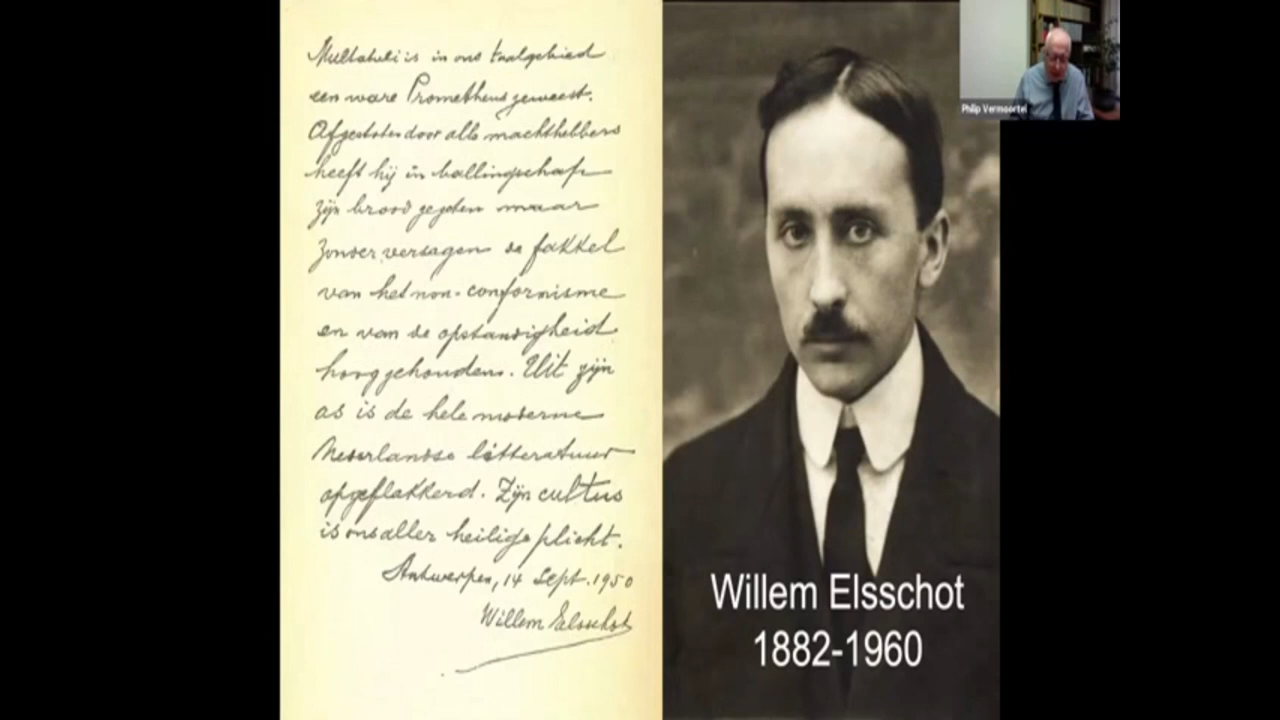 Multatuli is in ons taalgebied
een ware Prometheus geweest.
Afgestoten door alle machthebbers
heeft hij in ballingschap
zijn brood gegeten maar
zonder versagen de fakkel
van het non-conformisme
en van de opstandigheid
hooggehouden. Uit zijn
as is de hele moderne
Nederlandse litteratuur
opgeflakkerd. Zijn cultus
is ons aller heilige plicht.
Antwerpen, 14 Sept. 1950
Willem Elsschot
Willem Elsschot
1882-1960
Philip Vermoortel